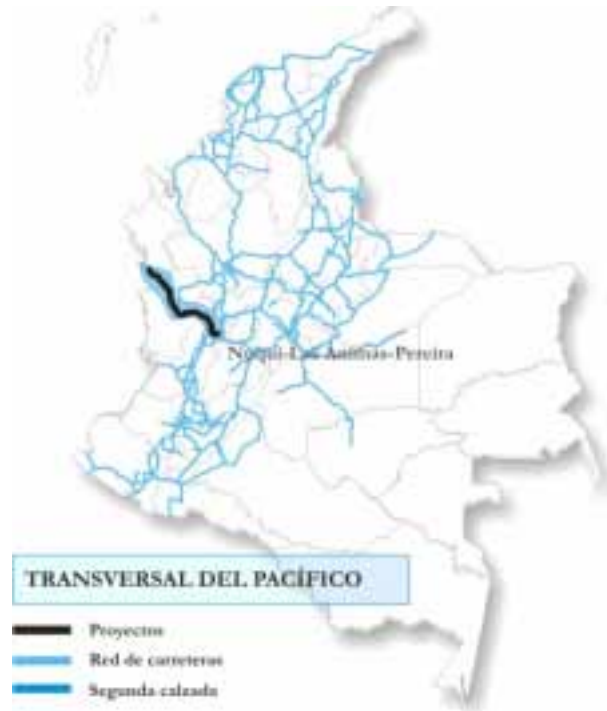 Nuquí-Las Animas-Pereira
TRANSVERSAL DEL PACÍFICO
Proyectos
Red de carreteras
Segunda calzada